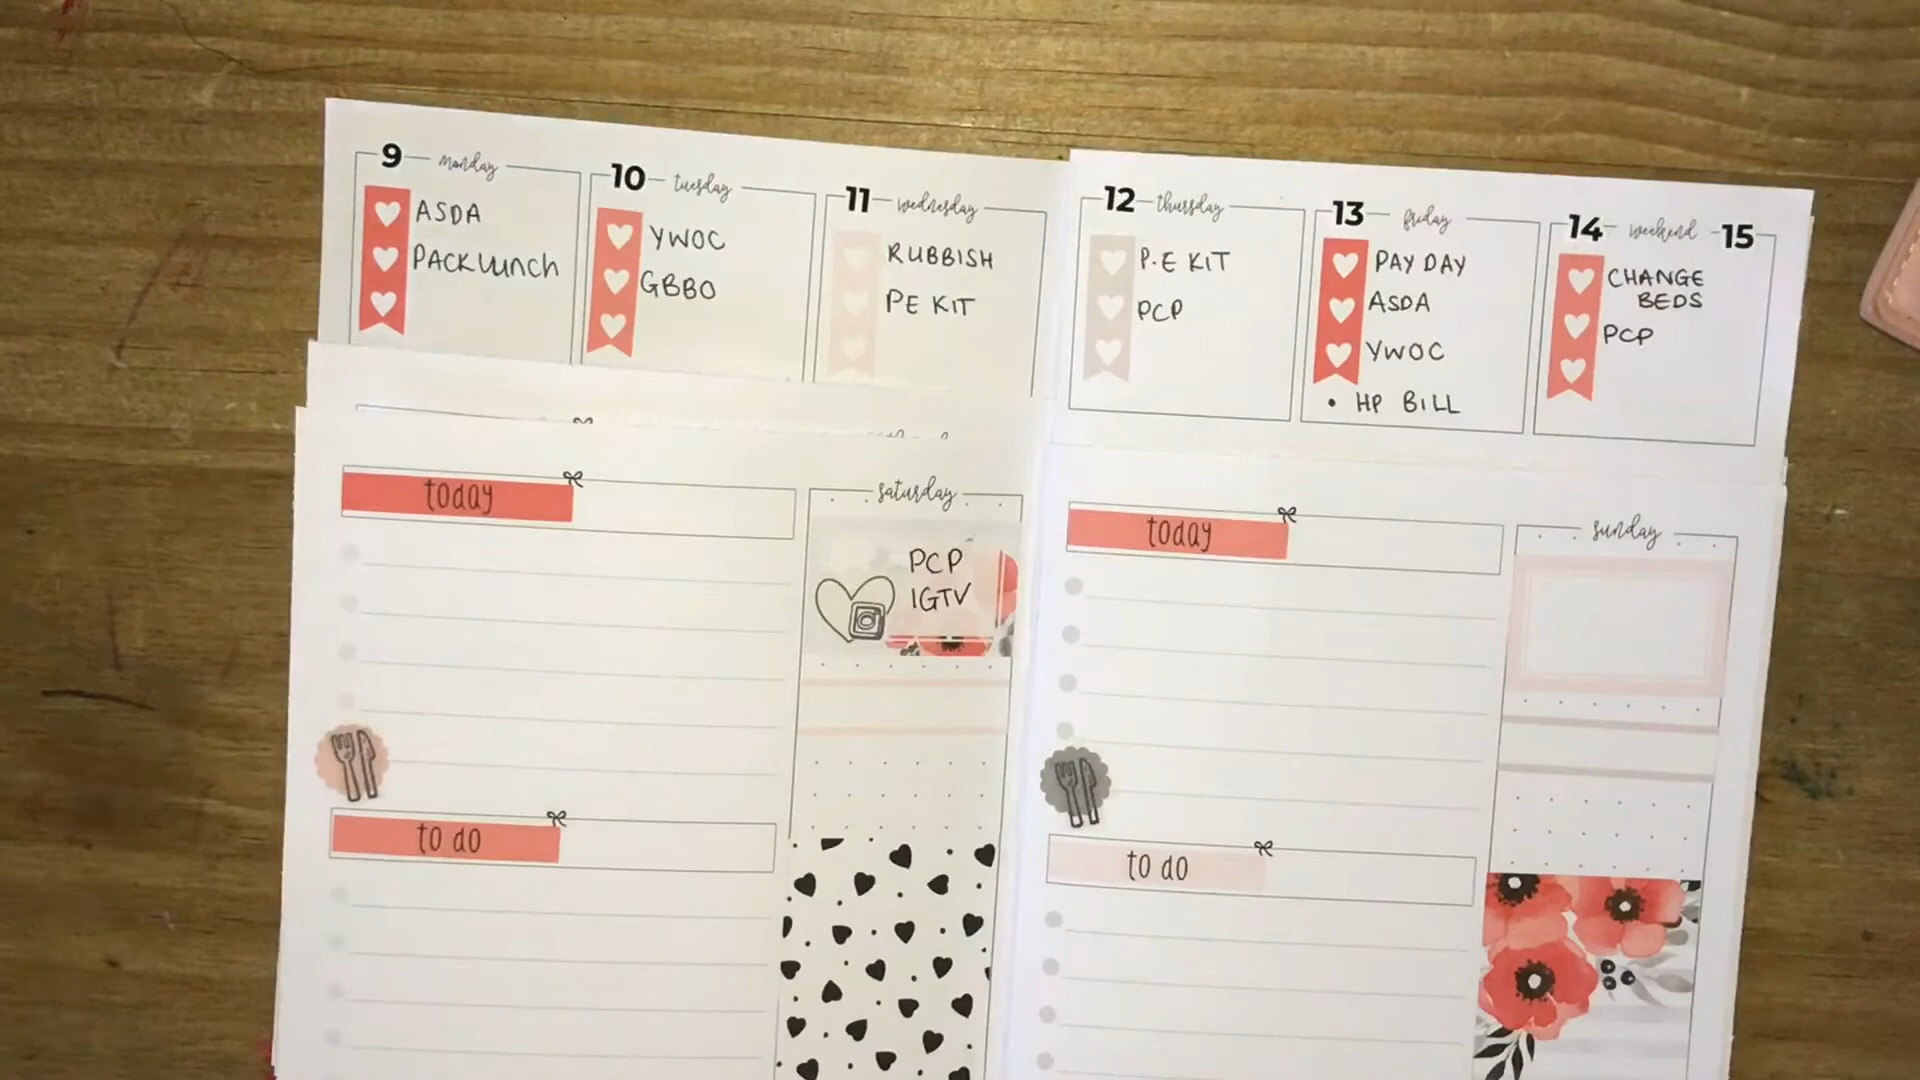 9 monday
ASDA
PACKLUNCH
10 tuesday
YWOC
GBBO
11 wednesday
RUBBISH
PE KIT
12 thursday
P.E KIT
PCP
13 friday
PAY DAY
ASDA
YWOC
• HP BILL
14 weekend 15
CHANGE
BEDS
PCP
today
saturday
PCP
IGTV
to do
today
sunday
to do